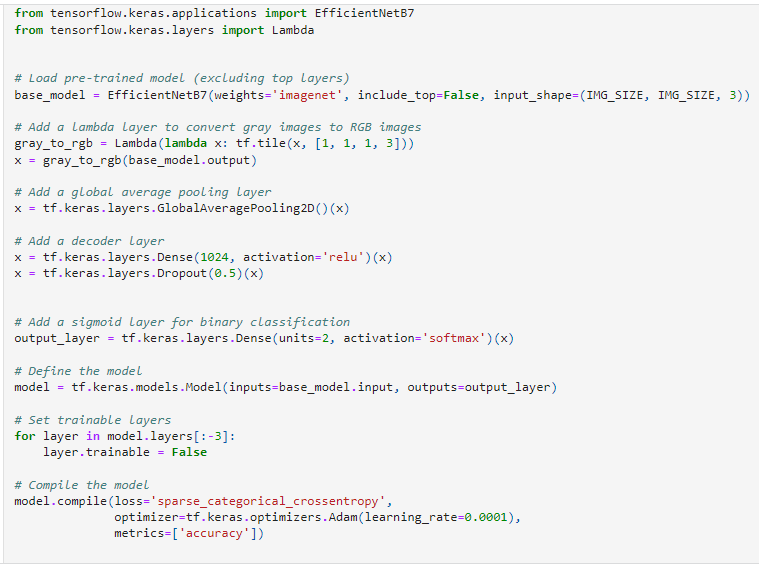 from tensorflow.keras.applications import EfficientNetB7
from tensorflow.keras.layers import Lambda
# Load pre-trained model (excluding top layers)
base_model = EfficientNetB7(weights='imagenet', include_top=False, input_shape=(IMG_SIZE, IMG_SIZE, 3))
# Add a lambda layer to convert gray images to RGB images
gray_to_rgb = Lambda(lambda x: tf.tile(x, [1, 1, 1, 3]))
x = gray_to_rgb(base_model.output)
# Add a global average pooling layer
x = tf.keras.layers.GlobalAveragePooling2D()(x)
# Add a decoder layer
x = tf.keras.layers.Dense(1024, activation='relu')(x)
x = tf.keras.layers.Dropout(0.5)(x)
# Add a sigmoid layer for binary classification
output_layer = tf.keras.layers.Dense(units=2, activation='softmax')(x)
# Define the model
model = tf.keras.models.Model(inputs=base_model.input, outputs=output_layer)
# Set trainable layers
for layer in model.layers[:-3]:
    layer.trainable = False
# Compile the model
model.compile(loss='sparse_categorical_crossentropy',
              optimizer=tf.keras.optimizers.Adam(learning_rate=0.0001),
              metrics=['accuracy'])